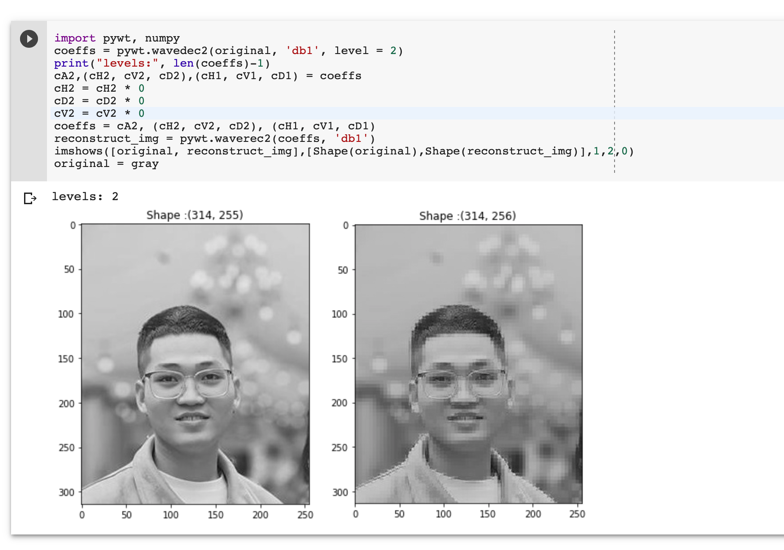 import pywt, numpy
coeffs = pywt.wavedec2(original, 'db1', level = 2)
print("levels:", len(coeffs)-1)
cA2,(cH2, cV2, cD2),(cH1, cV1, cD1) = coeffs
cH2 = cH2 * 0
cD2 = cD2 * 0
cV2 = cV2 * 0
coeffs = cA2, (cH2, cV2, cD2), (cH1, cV1, cD1)
reconstruct_img = pywt.waverec2(coeffs, 'db1')
imshows([original, reconstruct_img],[Shape(original),Shape(reconstruct_img)],1,2,0)
original = gray
levels: 2
Shape :(314, 255)
0
50
100
150
200
250
300
0 50 100 150 200 250
Shape :(314, 256)
0
50
100
150
200
250
300
0 50 100 150 200 250